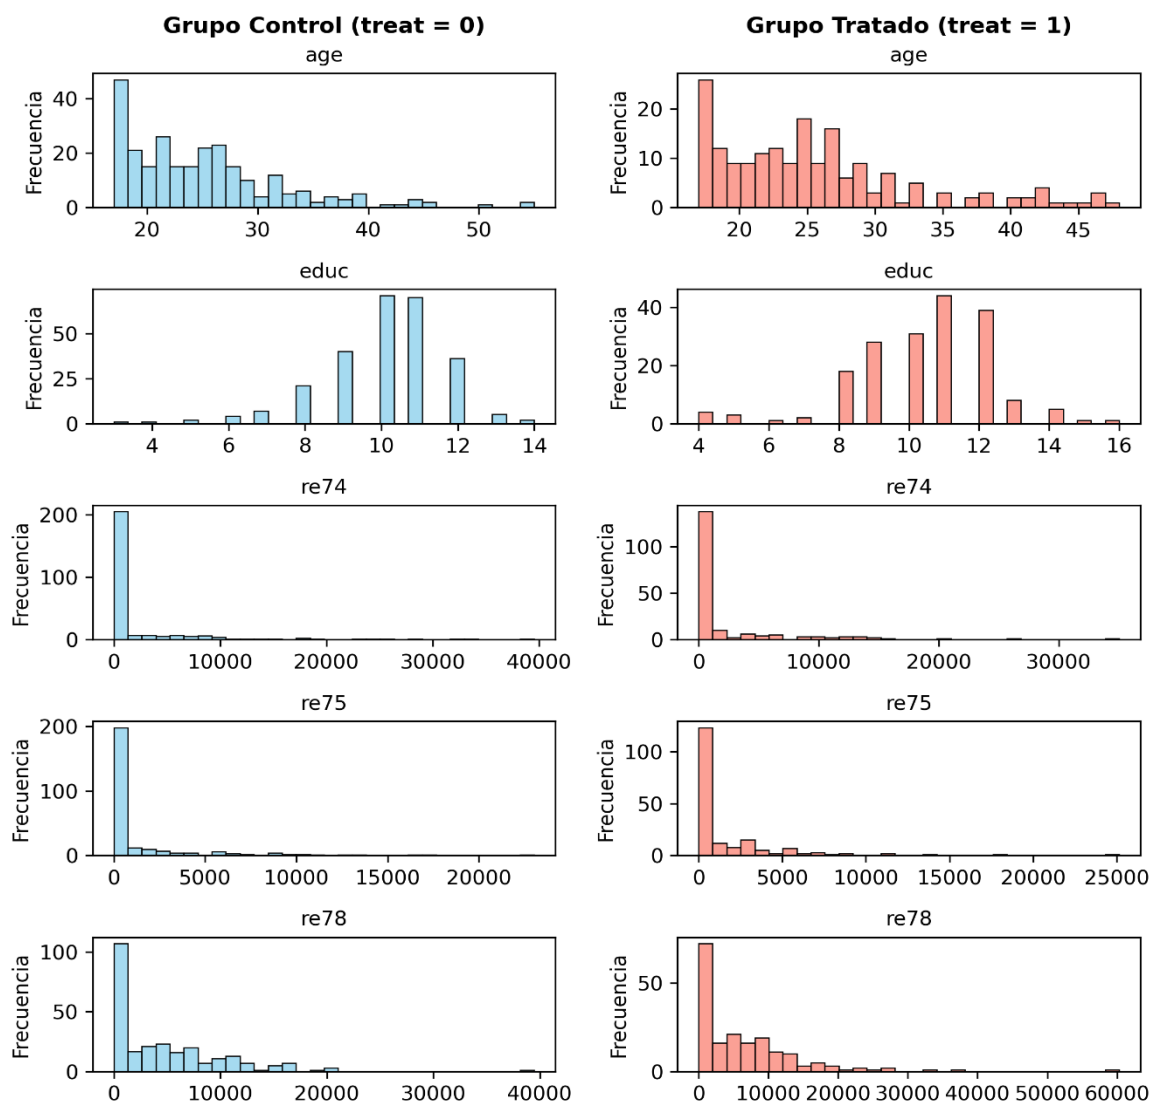 Grupo Control (treat = 0)
Grupo Tratado (treat = 1)
age
Frecuencia
40
20
0
20 30 40 50
age
Frecuencia
20
10
0
20 25 30 35 40 45
educ
Frecuencia
50
25
0
4 6 8 10 12 14
educ
Frecuencia
40
20
0
4 6 8 10 12 14 16
re74
Frecuencia
200
100
0
0 10000 20000 30000 40000
re74
Frecuencia
100
50
0
0 10000 20000 30000
re75
Frecuencia
200
100
0
0 5000 10000 15000 20000
re75
Frecuencia
100
50
0
0 5000 10000 15000 20000 25000
re78
Frecuencia
100
50
0
0 10000 20000 30000 40000
re78
Frecuencia
50
0
0 10000 20000 30000 40000 50000 60000